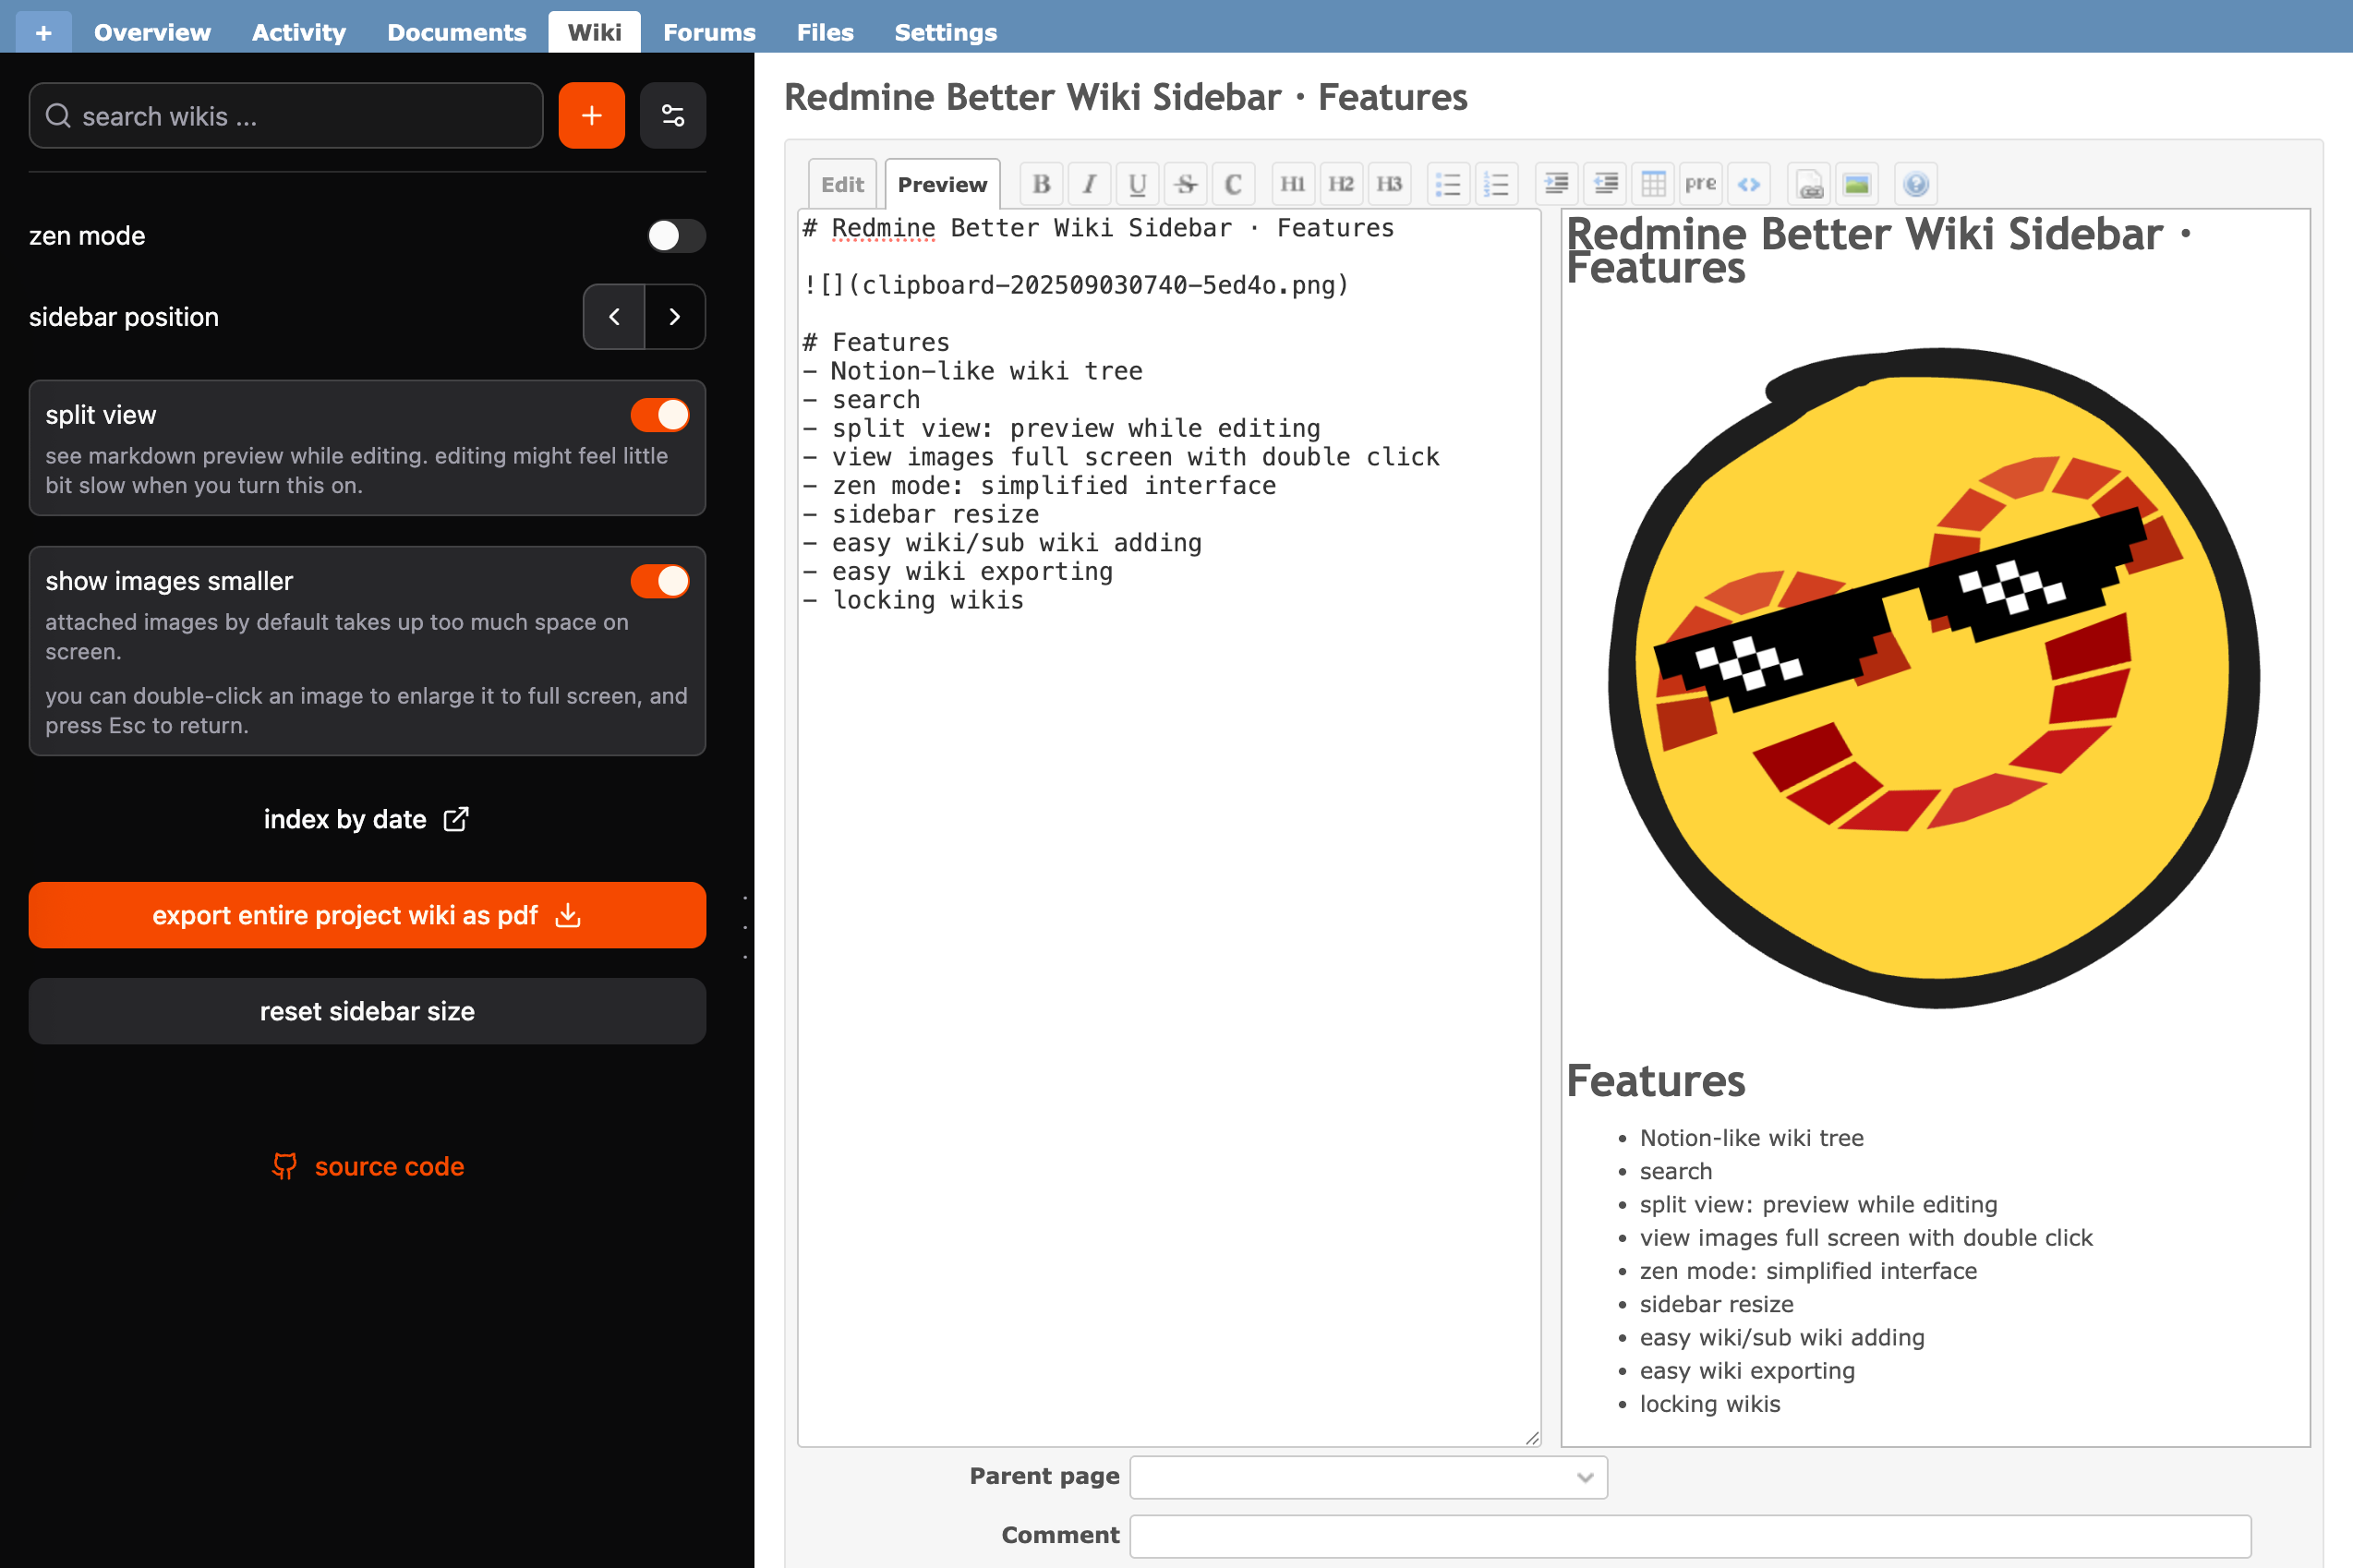 + Overview Activity Documents Wiki Forums Files Settings
search wikis ...
+
zen mode
sidebar position
split view
see markdown preview while editing. editing might feel little
bit slow when you turn this on.
show images smaller
attached images by default takes up too much space on
screen.
you can double-click an image to enlarge it to full screen, and
press Esc to return.
index by date
export entire project wiki as pdf
reset sidebar size
source code
Redmine Better Wiki Sidebar · Features
Edit Preview B I U S C H1 H2 H3 pre <> ?
# Redmine Better Wiki Sidebar · Features
![](clipboard-202509030740-5ed4o.png)
# Features
- Notion-like wiki tree
- search
- split view: preview while editing
- view images full screen with double click
- zen mode: simplified interface
- sidebar resize
- easy wiki/sub wiki adding
- easy wiki exporting
- locking wikis
Redmine Better Wiki Sidebar ·
Features
Features
• Notion-like wiki tree
• search
• split view: preview while editing
• view images full screen with double click
• zen mode: simplified interface
• sidebar resize
• easy wiki/sub wiki adding
• easy wiki exporting
• locking wikis
Parent page
Comment